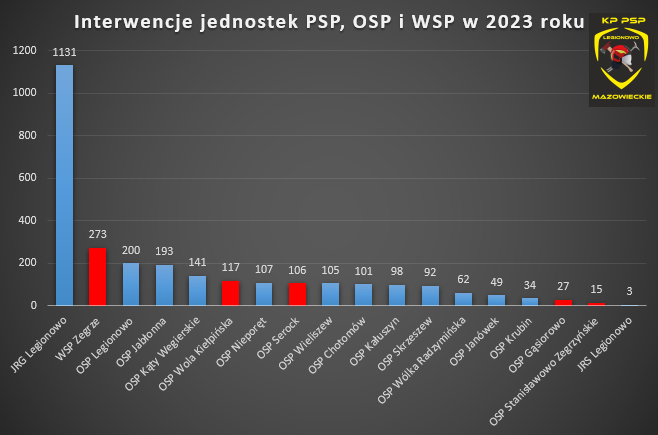 Interwencje jednostek PSP, OSP i WSP w 2023 roku
KP PSP
LEGIONOWO
MAZOWIECKIE
1200
1000
800
600
400
200
0
1131
273
200
193
141
117
107
106
105
101
98
92
62
49
34
27
15
3
JRG Legionowo
WSP Zegrze
OSP Legionowo
OSP Jabłonna
OSP Kąty Węgierskie
OSP Wola Kiełpińska
OSP Nieporęt
OSP Serock
OSP Wieliszew
OSP Chotomów
OSP Kałuszyn
OSP Skrzeszew
OSP Wólka Radzymińska
OSP Janówek
OSP Krubin
OSP Gąsiorowo
OSP Stanisławowo Zegrzyńskie
JRS Legionowo